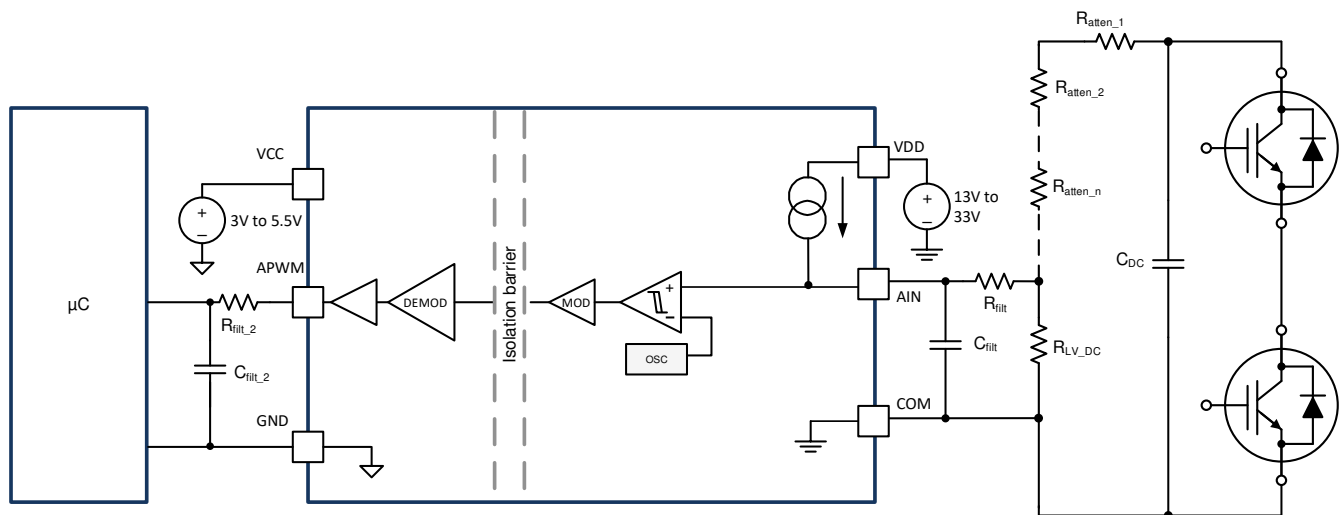 µC
VCC
+
−
3V to 5.5V
APWM
Rfilt_2
Cfilt_2
GND
DEMOD
Isolation barrier
MOD
+
−
OSC
VDD
+
−
13V to
33V
AIN
Rfilt
Cfilt
COM
Ratten_1
Ratten_2
Ratten_n
RLV_DC
CDC